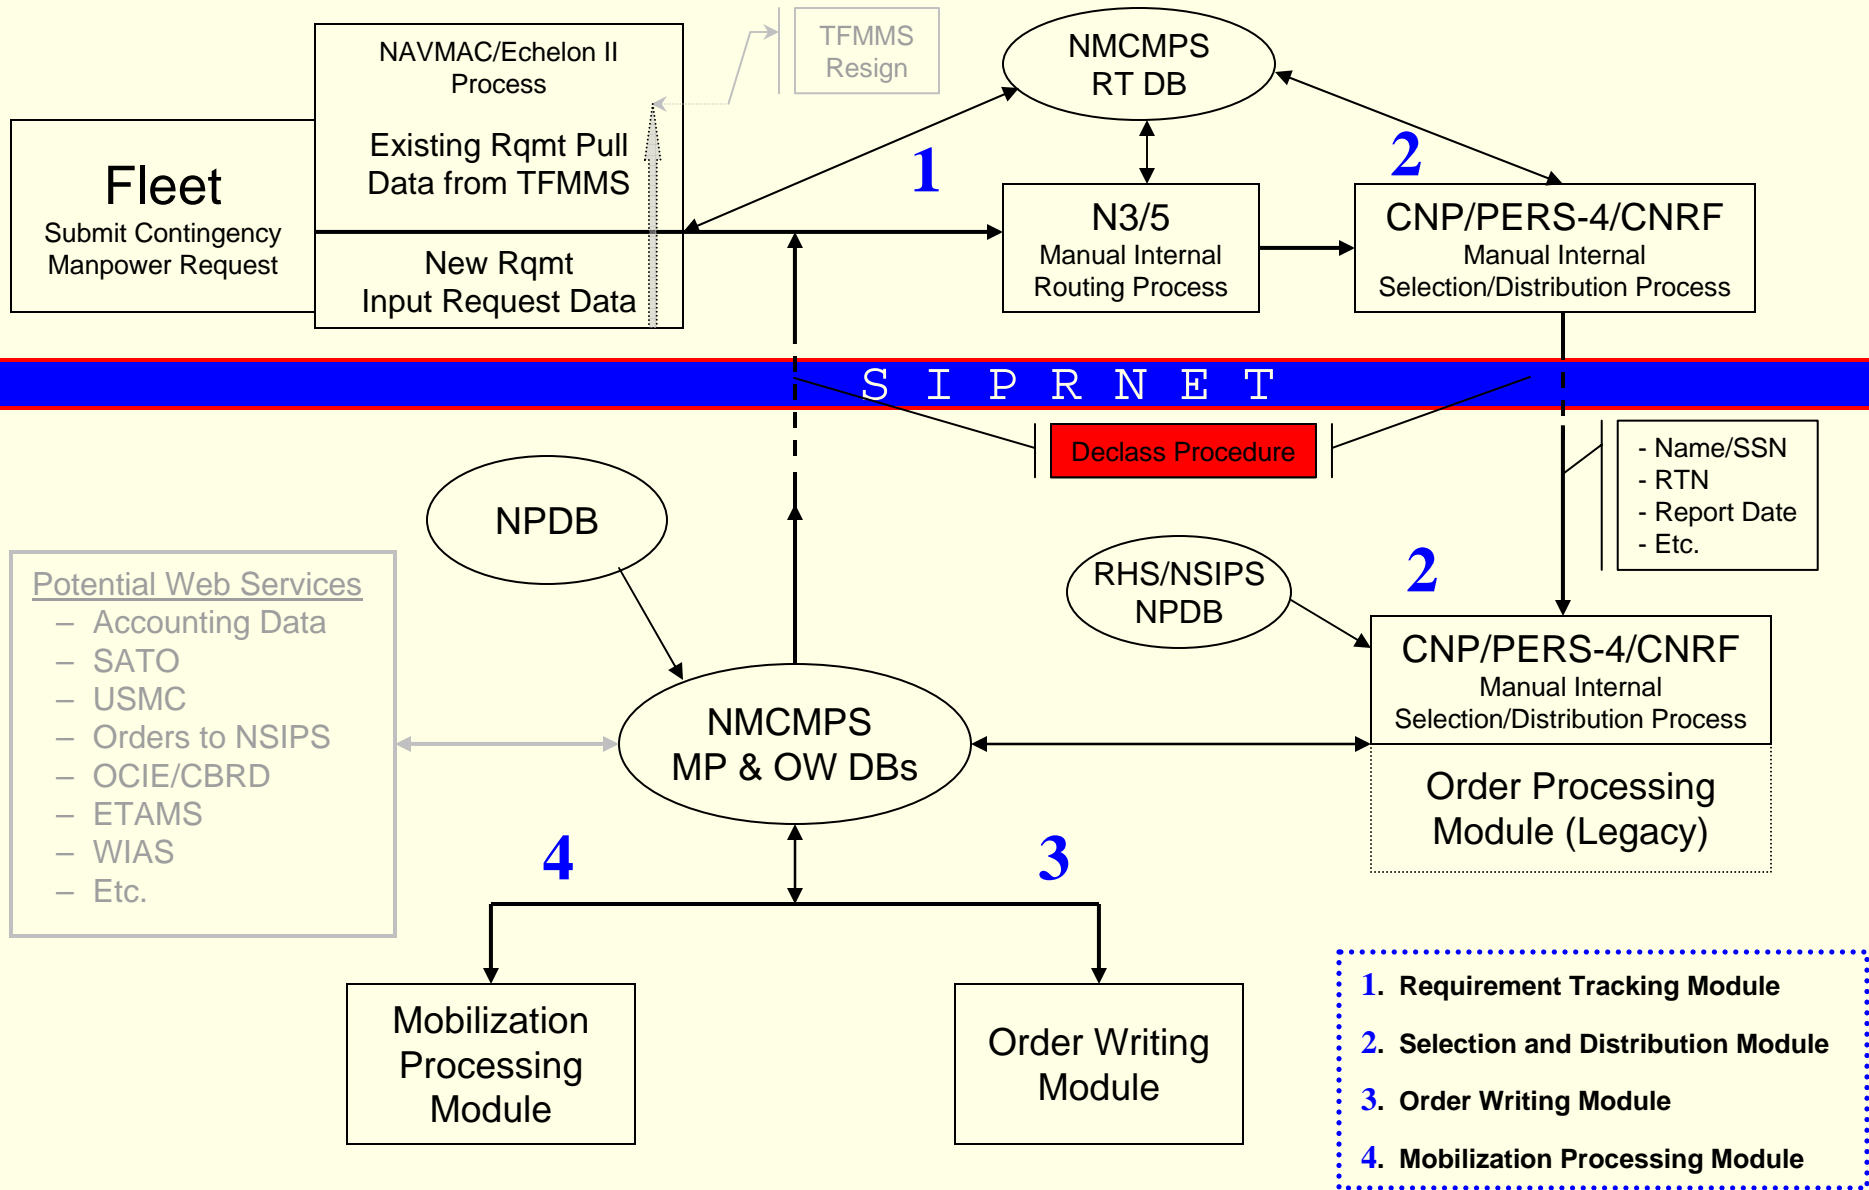 NAVMAC/Echelon II
Process
Existing Rqmt Pull
Data from TFMMS
TFMMS
Resign
NMCMPS
RT DB
Fleet
Submit Contingency
Manpower Request
New Rqmt
Input Request Data
1
2
N3/5
Manual Internal
Routing Process
CNP/PERS-4/CNRF
Manual Internal
Selection/Distribution Process
S I P R N E T
Declass Procedure
- Name/SSN
- RTN
- Report Date
- Etc.
NPDB
RHS/NSIPS
NPDB
2
Potential Web Services
– Accounting Data
– SATO
– USMC
– Orders to NSIPS
– OCIE/CBRD
– ETAMS
– WIAS
– Etc.
NMCMPS
MP & OW DBs
CNP/PERS-4/CNRF
Manual Internal
Selection/Distribution Process
Order Processing
Module (Legacy)
4
3
Mobilization
Processing
Module
Order Writing
Module
1. Requirement Tracking Module
2. Selection and Distribution Module
3. Order Writing Module
4. Mobilization Processing Module